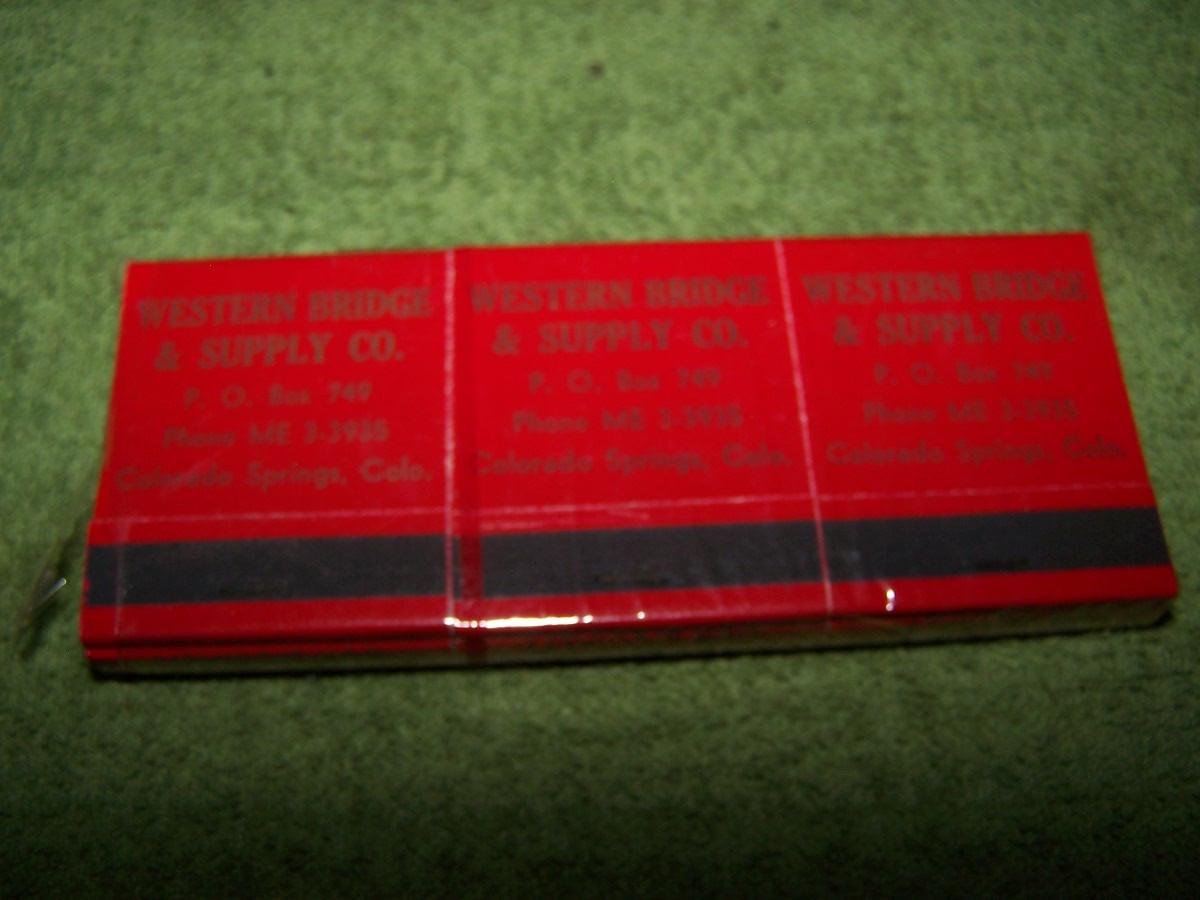 WESTERN BRIDGE
& SUPPLY CO.
P. O. Box 749
Phone ME 3-3935
Colorado Springs, Colo.
WESTERN BRIDGE
& SUPPLY CO.
P. O. Box 749
Phone ME 3-3935
Colorado Springs, Colo.
WESTERN BRIDGE
& SUPPLY CO.
P. O. Box 749
Phone ME 3-3935
Colorado Springs, Colo.